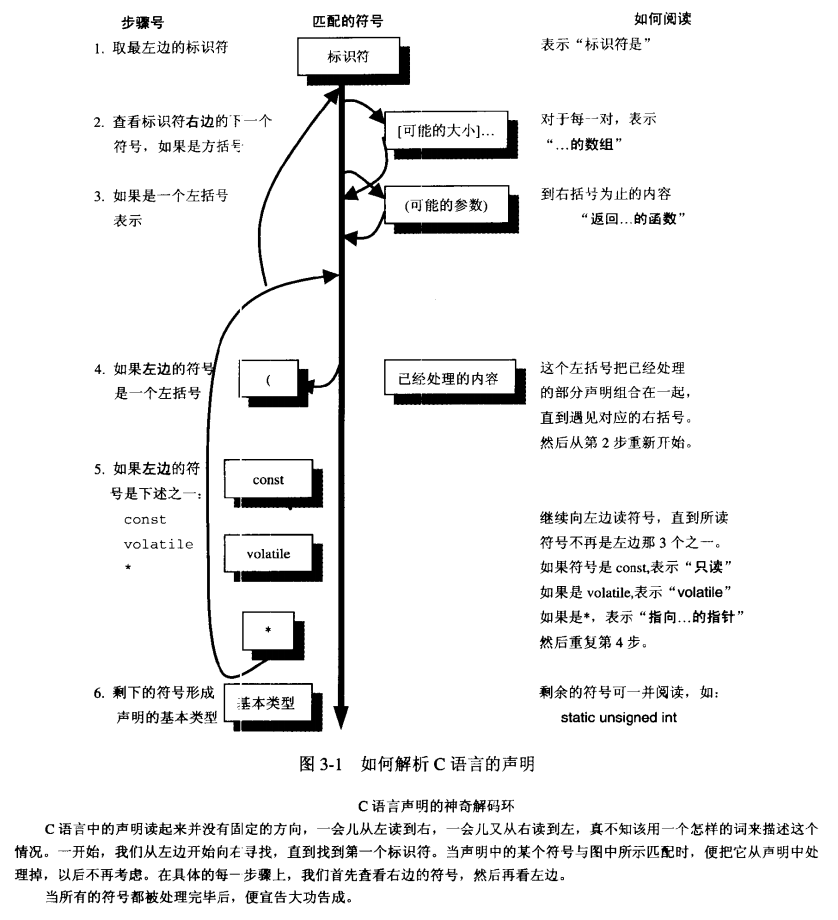 步骤号 匹配的符号 如何阅读
1. 取最左边的标识符 标识符 表示“标识符是”
2. 查看标识符右边的下一个 [可能的大小]... 对于每一对，表示
符号，如果是方括号 “…的数组”
3. 如果是一个左括号 (可能的参数) 到右括号为止的内容
表示 “返回…的函数”
4. 如果左边的符号 ( 已经处理的内容 这个左括号把已经处理
是一个左括号 的部分声明组合在一起，
直到遇见对应的右括号。
然后从第 2 步重新开始。
5. 如果左边的符 const
号是下述之一：
const 继续向左边读符号，直到所读
volatile volatile 符号不再是左边那 3 个之一。
* 如果符号是 const,表示“只读”
如果是 volatile,表示“volatile”
* 如果是*，表示“指向…的指针”
然后重复第 4 步。
6. 剩下的符号形成 基本类型 剩余的符号可一并阅读，如：
声明的基本类型 static unsigned int
图 3-1 如何解析 C 语言的声明
C 语言声明的神奇解码环
C 语言中的声明读起来并没有固定的方向，一会儿从左读到右，一会儿又从右读到左，真不知该用一个怎样的词来描述这个
情况。一开始，我们从左边开始向右寻找，直到找到第一个标识符。当声明中的某个符号与图中所示匹配时，便把它从声明中处
理掉，以后不再考虑。在具体的每一步骤上，我们首先查看右边的符号，然后再看左边。
当所有的符号都被处理完毕后，便宣告大功告成。